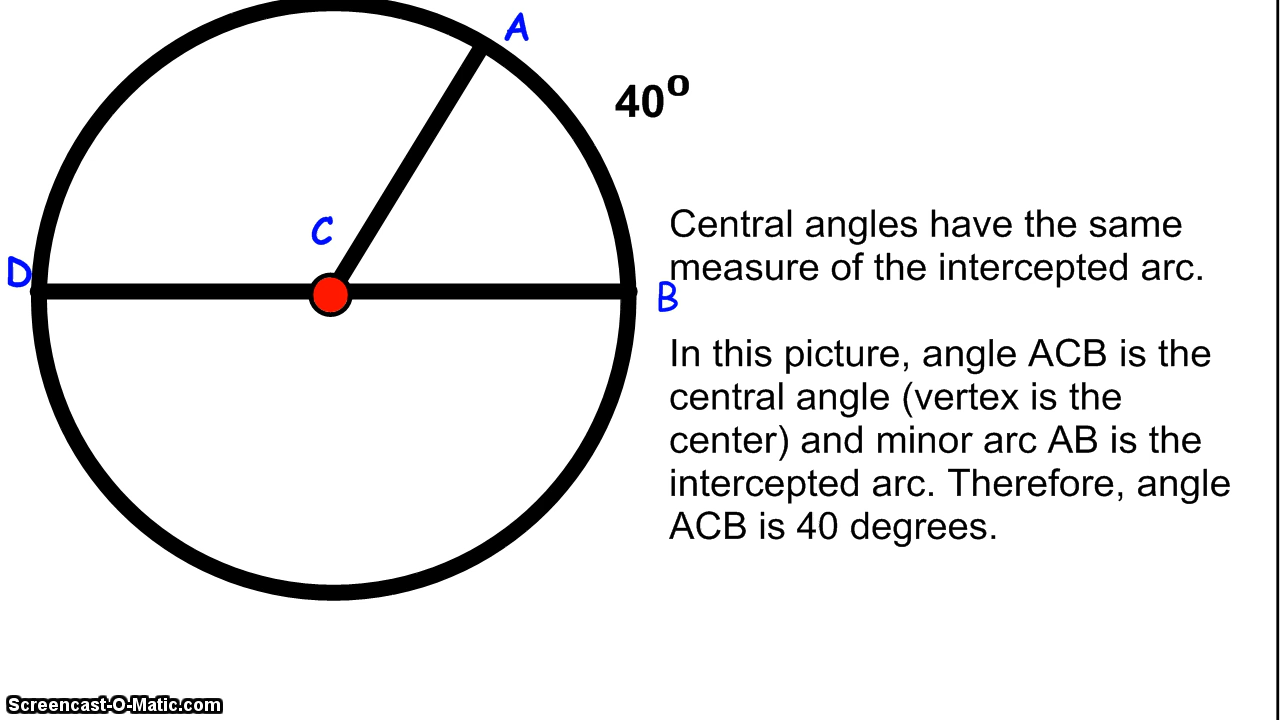 A
40º
C
D
B
Central angles have the same
measure of the intercepted arc.
In this picture, angle ACB is the
central angle (vertex is the
center) and minor arc AB is the
intercepted arc. Therefore, angle
ACB is 40 degrees.
Screencast-O-Matic.com